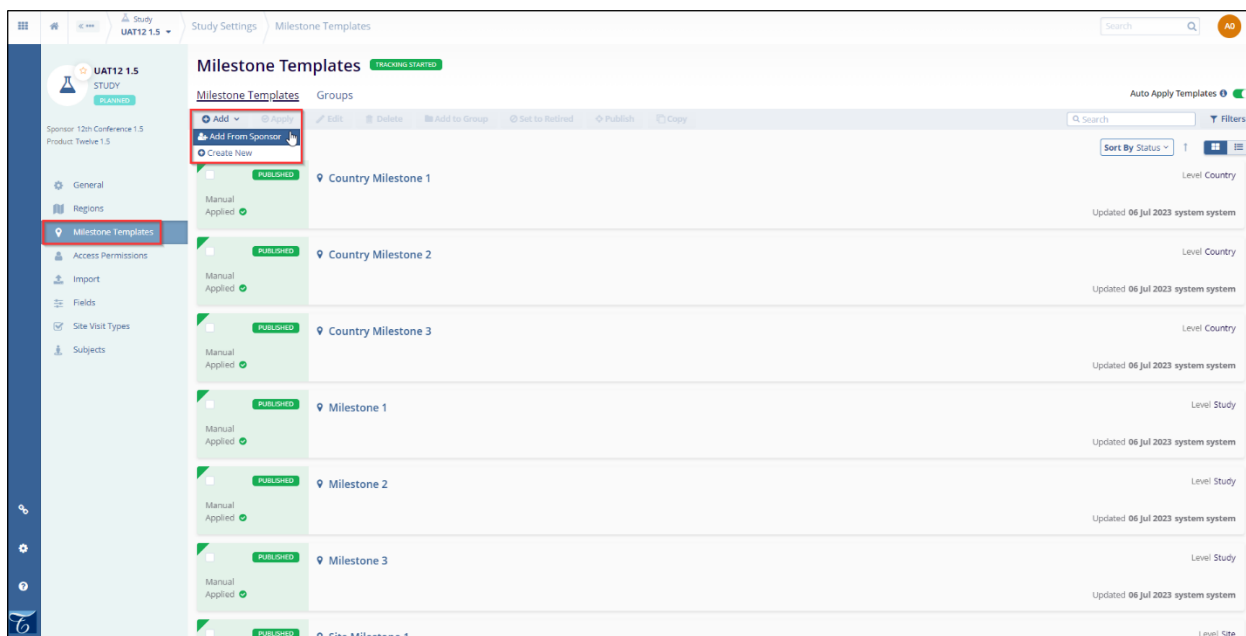 Study
UAT12 1.5
Study Settings
Milestone Templates
Search
AD
UAT12 1.5
STUDY
PLANNED
Sponsor 12th Conference 1.5
Product Twelve 1.5
General
Regions
Milestone Templates
Access Permissions
Import
Fields
Site Visit Types
Subjects
Milestone Templates TRACKING STARTED
Milestone Templates Groups
Auto Apply Templates
Add Apply Edit Delete Add to Group Set to Retired Publish Copy
Search Filters
Add From Sponsor
Create New
Sort By Status
PUBLISHED Country Milestone 1 Level Country
Manual
Applied Updated 06 Jul 2023 system system
PUBLISHED Country Milestone 2 Level Country
Manual
Applied Updated 06 Jul 2023 system system
PUBLISHED Country Milestone 3 Level Country
Manual
Applied Updated 06 Jul 2023 system system
PUBLISHED Milestone 1 Level Study
Manual
Applied Updated 06 Jul 2023 system system
PUBLISHED Milestone 2 Level Study
Manual
Applied Updated 06 Jul 2023 system system
PUBLISHED Milestone 3 Level Study
Manual
Applied Updated 06 Jul 2023 system system
PUBLISHED Site Milestone 1 Level Site